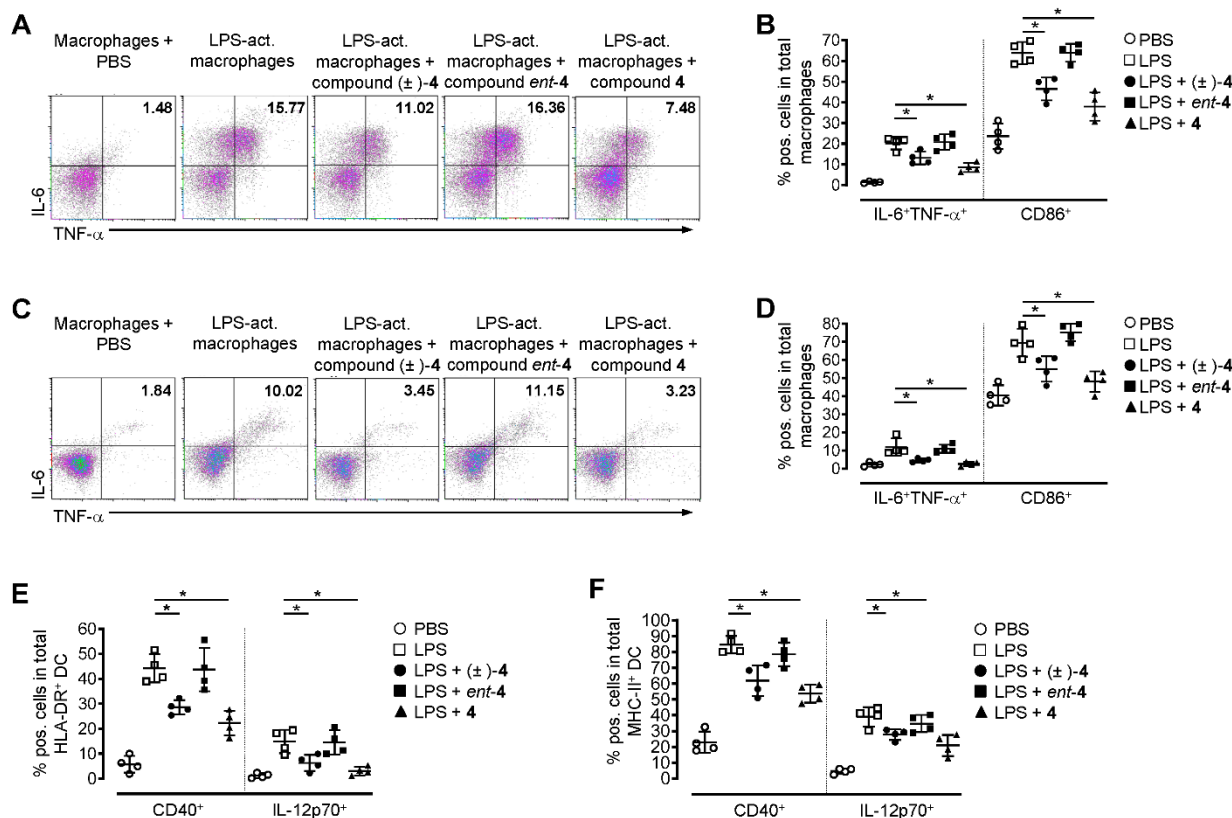 A
Macrophages +
PBS
LPS-act.
macrophages
LPS-act.
macrophages +
compound (±)-4
LPS-act.
macrophages +
compound ent-4
LPS-act.
macrophages +
compound 4
1.48
15.77
11.02
16.36
7.48
IL-6
TNF-α
B
% pos. cells in total
macrophages
70
60
50
40
30
20
10
0
* * * *
IL-6⁺TNF-α⁺
CD86⁺
PBS
LPS
LPS + (±)-4
LPS + ent-4
LPS + 4
C
Macrophages +
PBS
LPS-act.
macrophages
LPS-act.
macrophages +
compound (±)-4
LPS-act.
macrophages +
compound ent-4
LPS-act.
macrophages +
compound 4
1.84
10.02
3.45
11.15
3.23
IL-6
TNF-α
D
% pos. cells in total
macrophages
80
70
60
50
40
30
20
10
0
* * * *
IL-6⁺TNF-α⁺
CD86⁺
PBS
LPS
LPS + (±)-4
LPS + ent-4
LPS + 4
E
% pos. cells in total
HLA-DR⁺ DC
60
50
40
30
20
10
0
* * * *
CD40⁺
IL-12p70⁺
PBS
LPS
LPS + (±)-4
LPS + ent-4
LPS + 4
F
% pos. cells in total
MHC-II⁺ DC
100
90
80
70
60
50
40
30
20
10
0
* * * *
CD40⁺
IL-12p70⁺
PBS
LPS
LPS + (±)-4
LPS + ent-4
LPS + 4